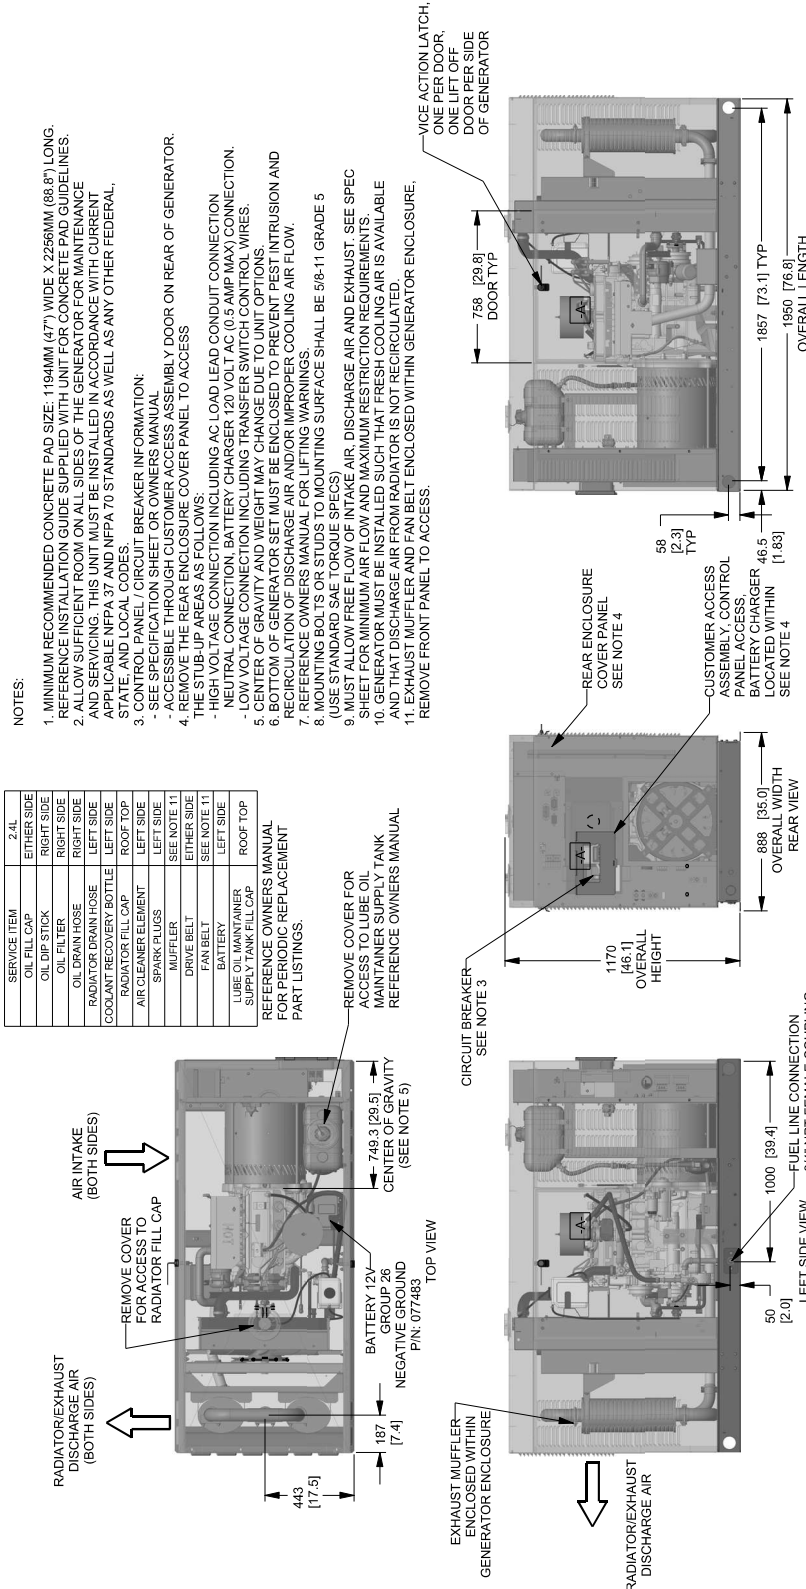 SERVICE ITEM 2.4L
OIL FILL CAP EITHER SIDE
OIL DIP STICK RIGHT SIDE
OIL FILTER RIGHT SIDE
OIL DRAIN HOSE RIGHT SIDE
RADIATOR DRAIN HOSE LEFT SIDE
COOLANT RECOVERY BOTTLE LEFT SIDE
RADIATOR FILL CAP ROOF TOP
AIR CLEANER ELEMENT LEFT SIDE
SPARK PLUGS LEFT SIDE
MUFFLER SEE NOTE 11
DRIVE BELT EITHER SIDE
FAN BELT SEE NOTE 11
BATTERY LEFT SIDE
LUBE OIL MAINTAINER
SUPPLY TANK FILL CAP ROOF TOP
REFERENCE OWNERS MANUAL
FOR PERIODIC REPLACEMENT
PART LISTINGS.
NOTES:
1. MINIMUM RECOMMENDED CONCRETE PAD SIZE: 1194MM (47") WIDE X 2256MM (88.8") LONG.
REFERENCE INSTALLATION GUIDE SUPPLIED WITH UNIT FOR CONCRETE PAD GUIDELINES.
2. ALLOW SUFFICIENT ROOM ON ALL SIDES OF THE GENERATOR FOR MAINTENANCE
AND SERVICING. THIS UNIT MUST BE INSTALLED IN ACCORDANCE WITH CURRENT
APPLICABLE NFPA 37 AND NFPA 70 STANDARDS AS WELL AS ANY OTHER FEDERAL,
STATE, AND LOCAL CODES.
3. CONTROL PANEL / CIRCUIT BREAKER INFORMATION:
- SEE SPECIFICATION SHEET OR OWNERS MANUAL
- ACCESSIBLE THROUGH CUSTOMER ACCESS ASSEMBLY DOOR ON REAR OF GENERATOR.
4. REMOVE THE REAR ENCLOSURE COVER PANEL TO ACCESS
THE STUB-UP AREAS AS FOLLOWS:
- HIGH VOLTAGE CONNECTION INCLUDING AC LOAD LEAD CONDUIT CONNECTION
NEUTRAL CONNECTION, BATTERY CHARGER 120 VOLT AC (0.5 AMP MAX) CONNECTION.
- LOW VOLTAGE CONNECTION INCLUDING TRANSFER SWITCH CONTROL WIRES.
5. CENTER OF GRAVITY AND WEIGHT MAY CHANGE DUE TO UNIT OPTIONS.
6. BOTTOM OF GENERATOR SET MUST BE ENCLOSED TO PREVENT PEST INTRUSION AND
RECIRCULATION OF DISCHARGE AIR AND/OR IMPROPER COOLING AIR FLOW.
7. REFERENCE OWNERS MANUAL FOR LIFTING WARNINGS.
8. MOUNTING BOLTS OR STUDS TO MOUNTING SURFACE SHALL BE 5/8-11 GRADE 5
(USE STANDARD SAE TORQUE SPECS)
9. MUST ALLOW FREE FLOW OF INTAKE AIR, DISCHARGE AIR AND EXHAUST. SEE SPEC
SHEET FOR MINIMUM AIR FLOW AND MAXIMUM RESTRICTION REQUIREMENTS.
10. GENERATOR MUST BE INSTALLED SUCH THAT FRESH COOLING AIR IS AVAILABLE
AND THAT DISCHARGE AIR FROM RADIATOR IS NOT RECIRCULATED.
11. EXHAUST MUFFLER AND FAN BELT ENCLOSED WITHIN GENERATOR ENCLOSURE,
REMOVE FRONT PANEL TO ACCESS.
RADIATOR/EXHAUST
DISCHARGE AIR
(BOTH SIDES)
AIR INTAKE
(BOTH SIDES)
REMOVE COVER
FOR ACCESS TO
RADIATOR FILL CAP
HOT
443
[17.5]
187
[7.4]
BATTERY 12V
GROUP 26
NEGATIVE GROUND
P/N: 077483
TOP VIEW
749.3 [29.5]
CENTER OF GRAVITY
(SEE NOTE 5)
REMOVE COVER FOR
ACCESS TO LUBE OIL
MAINTAINER SUPPLY TANK
REFERENCE OWNERS MANUAL
VICE ACTION LATCH,
ONE PER DOOR,
ONE LIFT OFF
DOOR PER SIDE
OF GENERATOR
758 [29.8]
DOOR TYP
-A-
58
[2.3]
TYP
46.5
[1.83]
1857 [73.1] TYP
1950 [76.8]
OVERALL LENGTH
CIRCUIT BREAKER
SEE NOTE 3
-A-
1170
[46.1]
OVERALL
HEIGHT
888 [35.0]
OVERALL WIDTH
REAR VIEW
REAR ENCLOSURE
COVER PANEL
SEE NOTE 4
CUSTOMER ACCESS
ASSEMBLY, CONTROL
PANEL ACCESS,
BATTERY CHARGER
LOCATED WITHIN
SEE NOTE 4
EXHAUST MUFFLER
ENCLOSED WITHIN
GENERATOR ENCLOSURE
RADIATOR/EXHAUST
DISCHARGE AIR
-A-
50
[2.0]
1000 [39.4]
LEFT SIDE VIEW
FUEL LINE CONNECTION